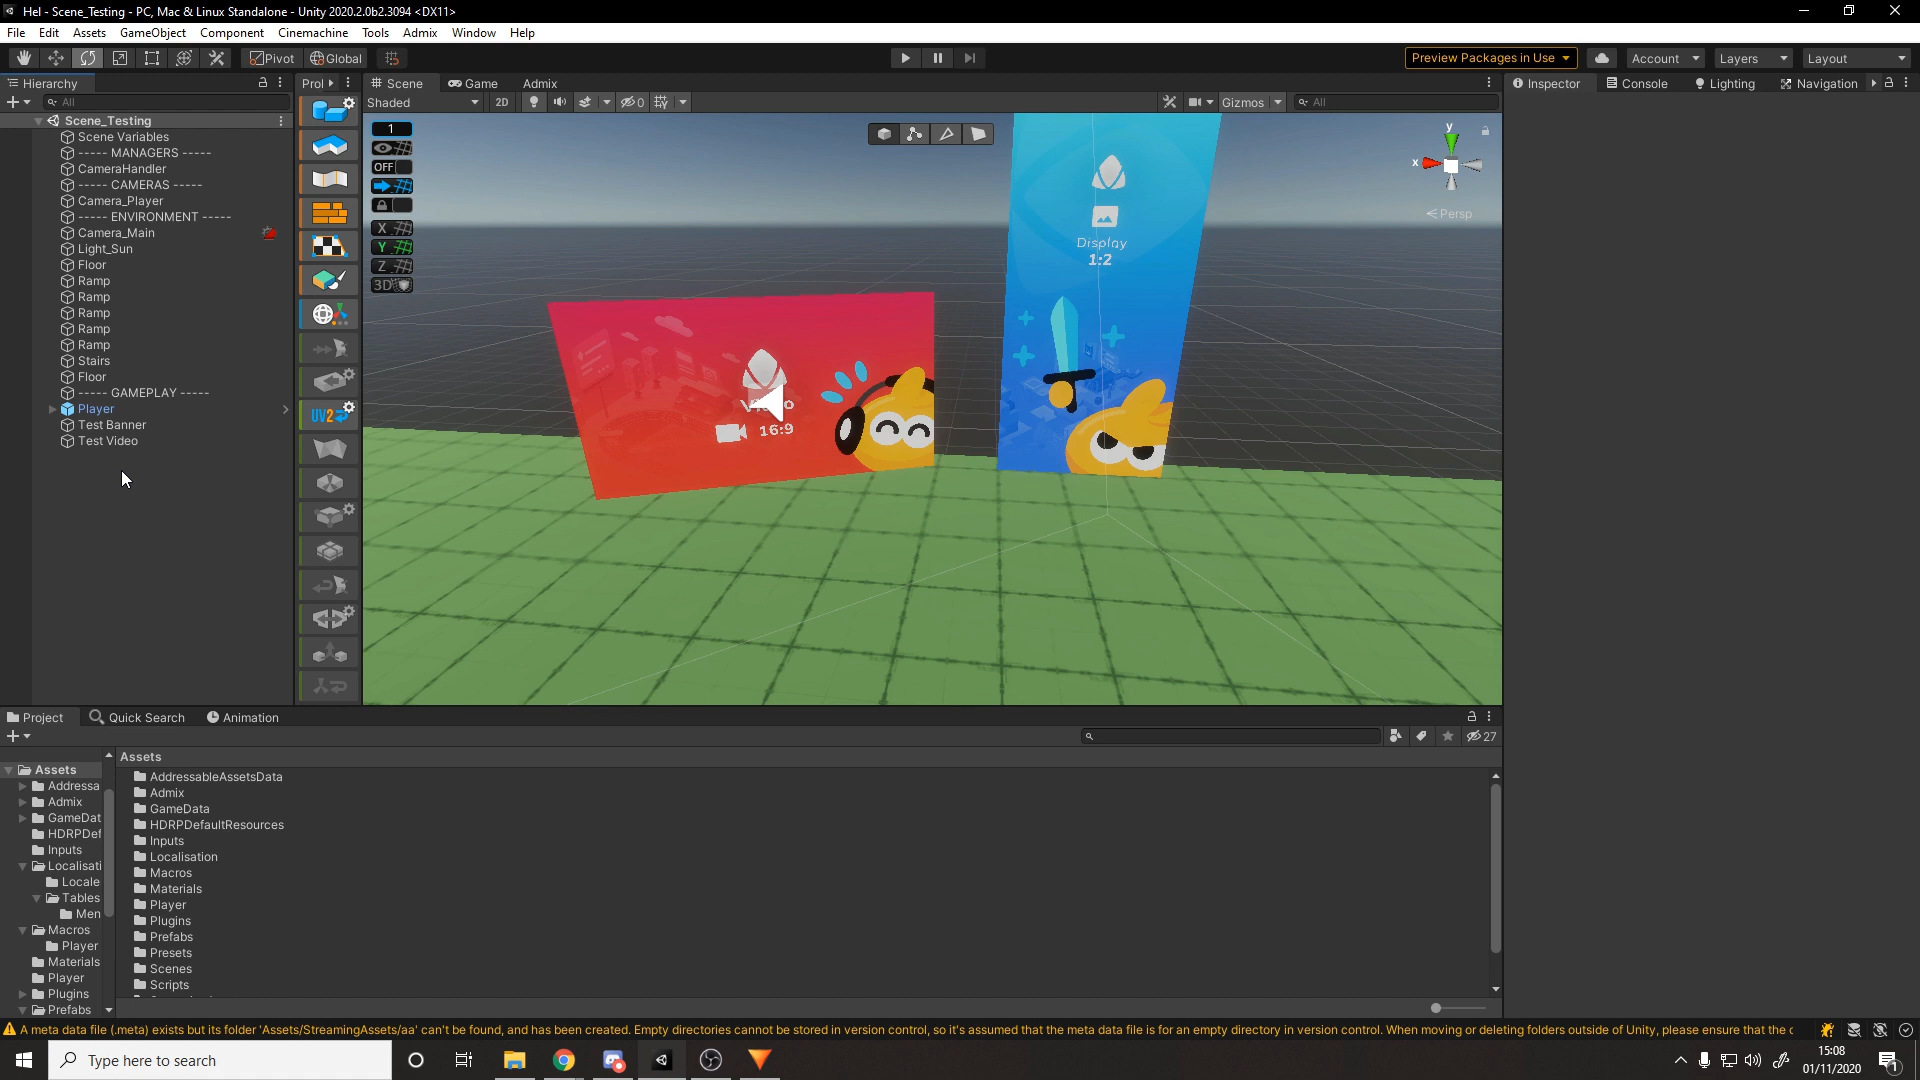 Hel - Scene_Testing - PC, Mac & Linux Standalone - Unity 2020.2.0b2.3094 <DX11>
File Edit Assets GameObject Component Cinemachine Tools Admix Window Help
Pivot Global
Preview Packages in Use Account Layers Layout
Hierarchy
All
Scene_Testing
Scene Variables
----- MANAGERS -----
CameraHandler
----- CAMERAS -----
Camera_Player
----- ENVIRONMENT -----
Camera_Main
Light_Sun
Floor
Ramp
Ramp
Ramp
Ramp
Ramp
Stairs
Floor
----- GAMEPLAY -----
Player
Test Banner
Test Video
Prol
UV2
Scene Game Admix
Shaded 2D 0 Gizmos All
1
OFF
X
Y
Z
3D
y
x
Persp
Display
1:2
16:9
Inspector Console Lighting Navigation
Project Quick Search Animation
27
Assets
Addressa
Admix
GameDat
HDRPDef
Inputs
Localisati
Locale
Tables
Men
Macros
Player
Materials
Player
Plugins
Prefabs
Assets
AddressableAssetsData
Admix
GameData
HDRPDefaultResources
Inputs
Localisation
Macros
Materials
Player
Plugins
Prefabs
Presets
Scenes
Scripts
A meta data file (.meta) exists but its folder 'Assets/StreamingAssets/aa' can't be found, and has been created. Empty directories cannot be stored in version control, so it's assumed that the meta data file is for an empty directory in version control. When moving or deleting folders outside of Unity, please ensure that the c
Type here to search
15:08
01/11/2020
1